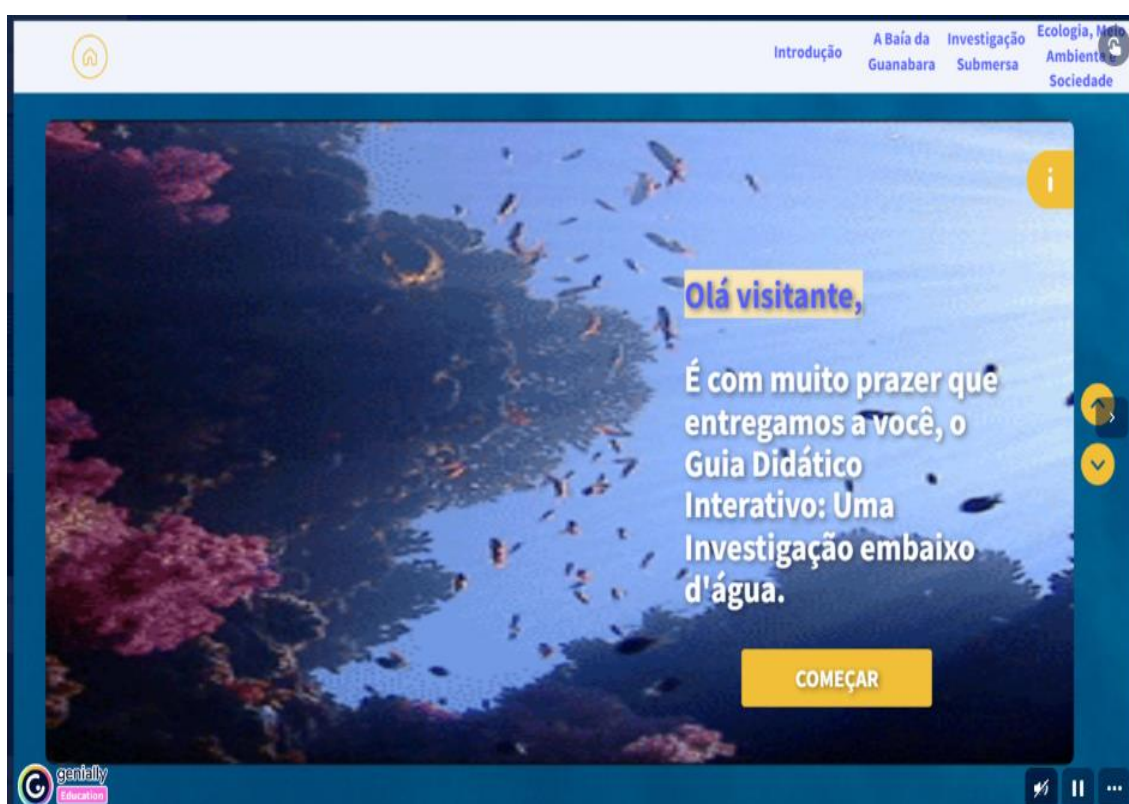 Introdução
A Baía da
Guanabara
Investigação
Submersa
Ecologia, Meio
Ambiente e
Sociedade
i
Olá visitante,
É com muito prazer que
entregamos a você, o
Guia Didático
Interativo: Uma
Investigação embaixo
d'água.
COMEÇAR
genially
Education